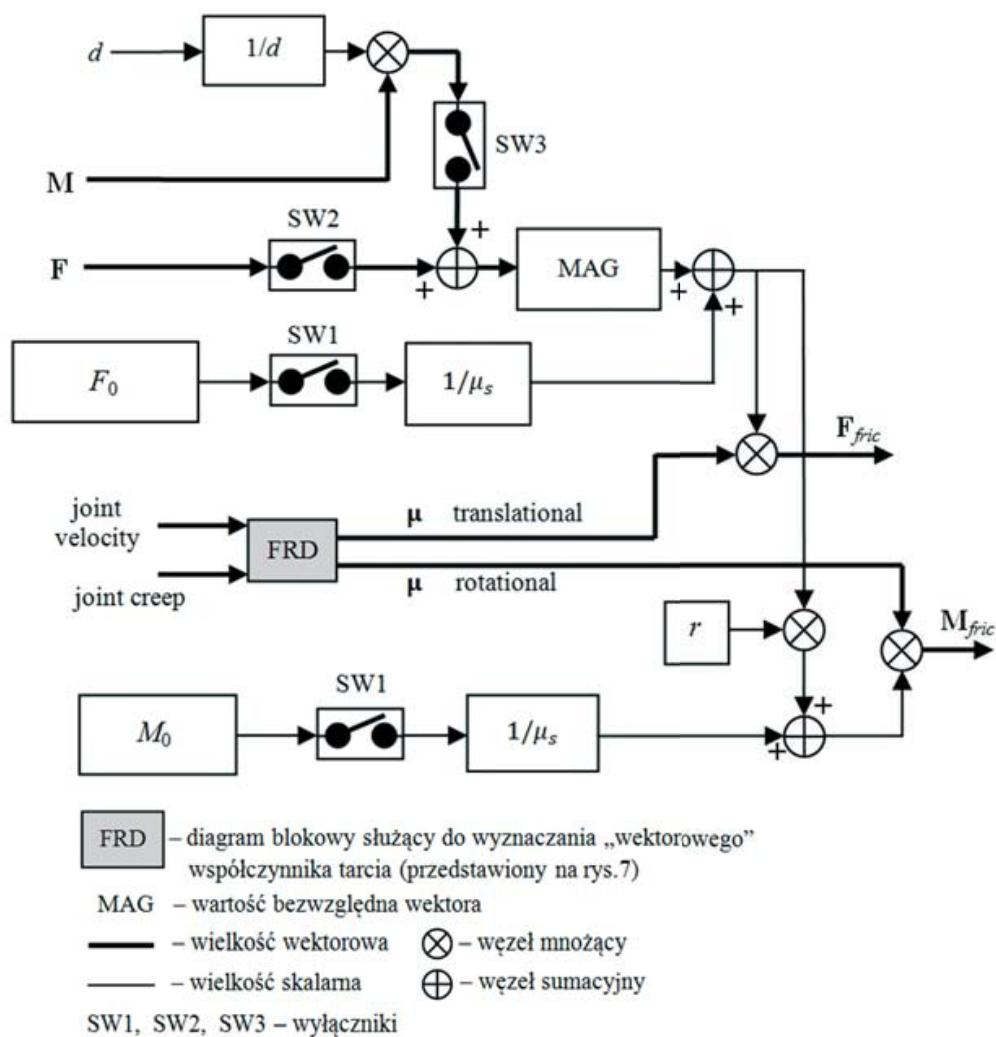 d
1/d
SW3
M
SW2
F
+
+
MAG
+
+
SW1
F₀
1/μₛ
F_fric
joint
velocity
μ translational
FRD
joint creep
μ rotational
r
M_fric
SW1
M₀
1/μₛ
+
+
FRD – diagram blokowy służący do wyznaczania „wektorowego”
współczynnika tarcia (przedstawiony na rys.7)
MAG – wartość bezwzględna wektora
– wielkość wektorowa – węzeł mnożący
– wielkość skalarna – węzeł sumacyjny
SW1, SW2, SW3 – wyłączniki